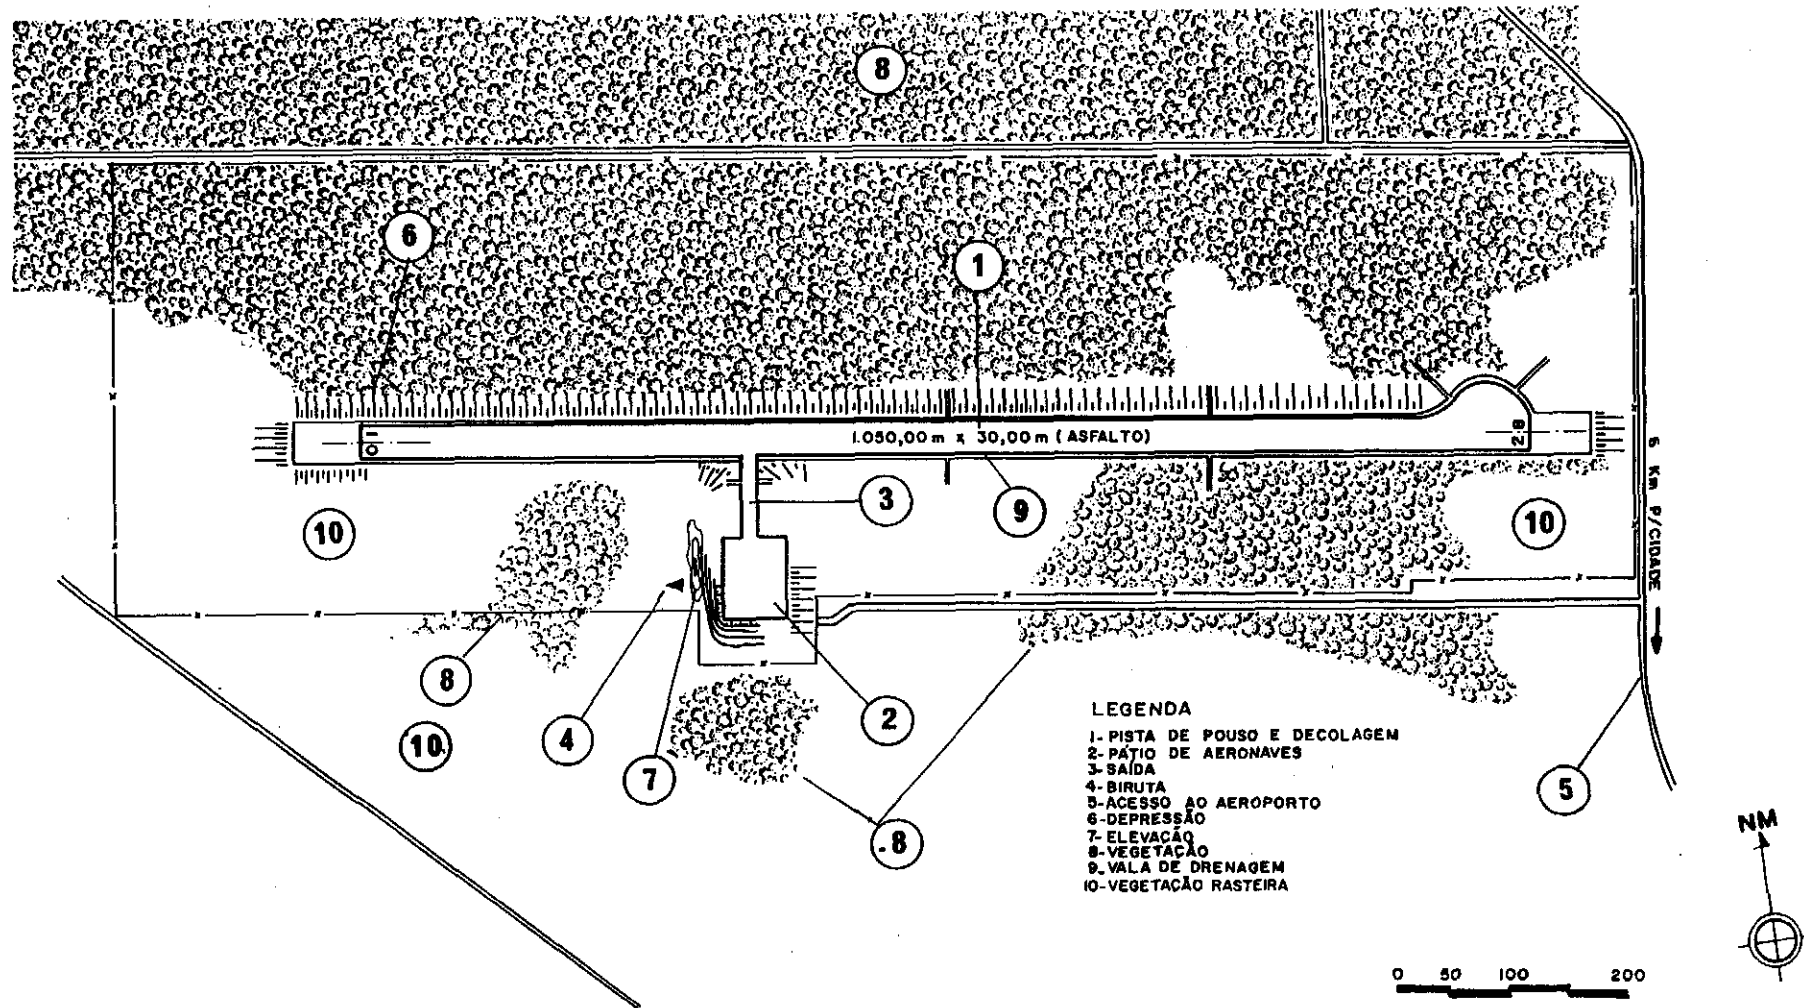 8
6
1
1.050,00 m x 30,00 m (ASFALTO)
01
28
3
9
10
10
5 Km P/CIDADE
8
10
4
7
2
.8
5
LEGENDA
1- PISTA DE POUSO E DECOLAGEM
2- PÁTIO DE AERONAVES
3- SAÍDA
4- BIRUTA
5- ACESSO AO AEROPORTO
6- DEPRESSÃO
7- ELEVAÇÃO
8- VEGETAÇÃO
9- VALA DE DRENAGEM
10- VEGETAÇÃO RASTEIRA
NM
0 50 100 200